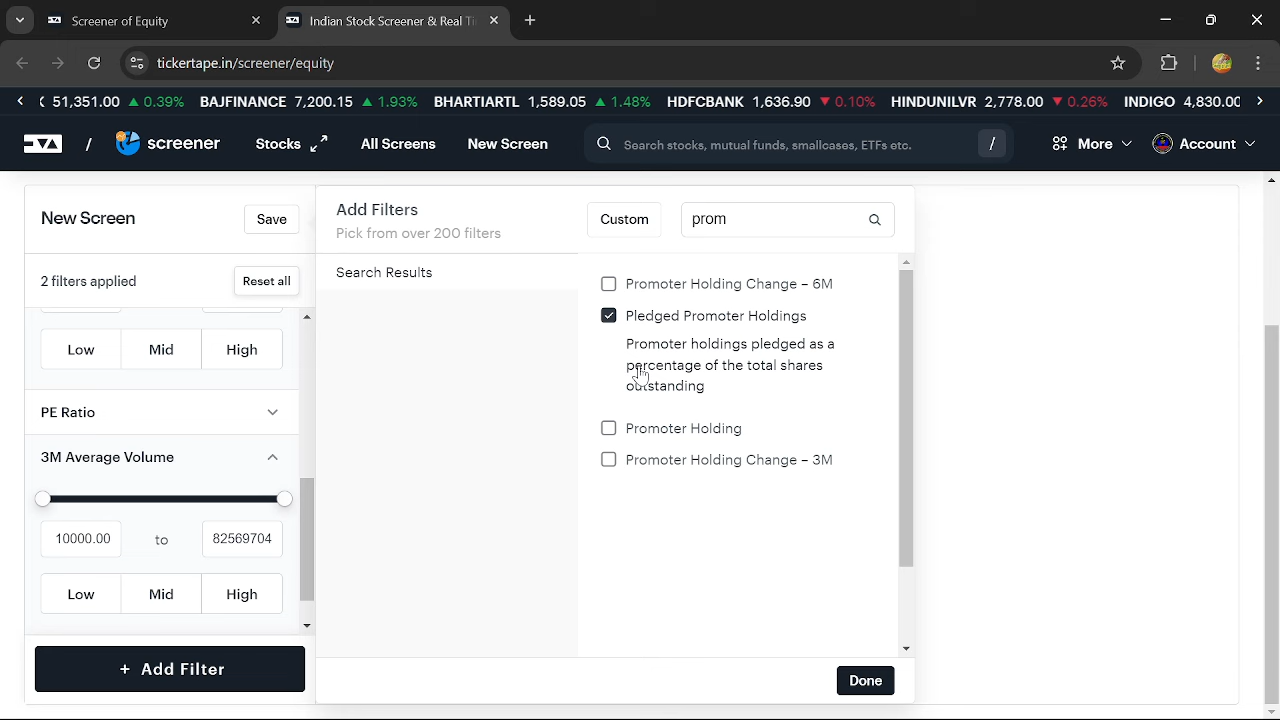 Screener of Equity
Indian Stock Screener & Real Ti
tickertape.in/screener/equity
51,351.00 ▲ 0.39% BAJFINANCE 7,200.15 ▲ 1.93% BHARTIARTL 1,589.05 ▲ 1.48% HDFCBANK 1,636.90 ▼ 0.10% HINDUNILVR 2,778.00 ▼ 0.26% INDIGO 4,830.00
/ screener Stocks All Screens New Screen Search stocks, mutual funds, smallcases, ETFs etc. / More Account
New Screen Save
2 filters applied Reset all
Low Mid High
PE Ratio
3M Average Volume
10000.00 to 82569704
Low Mid High
+ Add Filter
Add Filters
Pick from over 200 filters
Custom prom
Search Results
Promoter Holding Change – 6M
Pledged Promoter Holdings
Promoter holdings pledged as a
percentage of the total shares
outstanding
Promoter Holding
Promoter Holding Change – 3M
Done